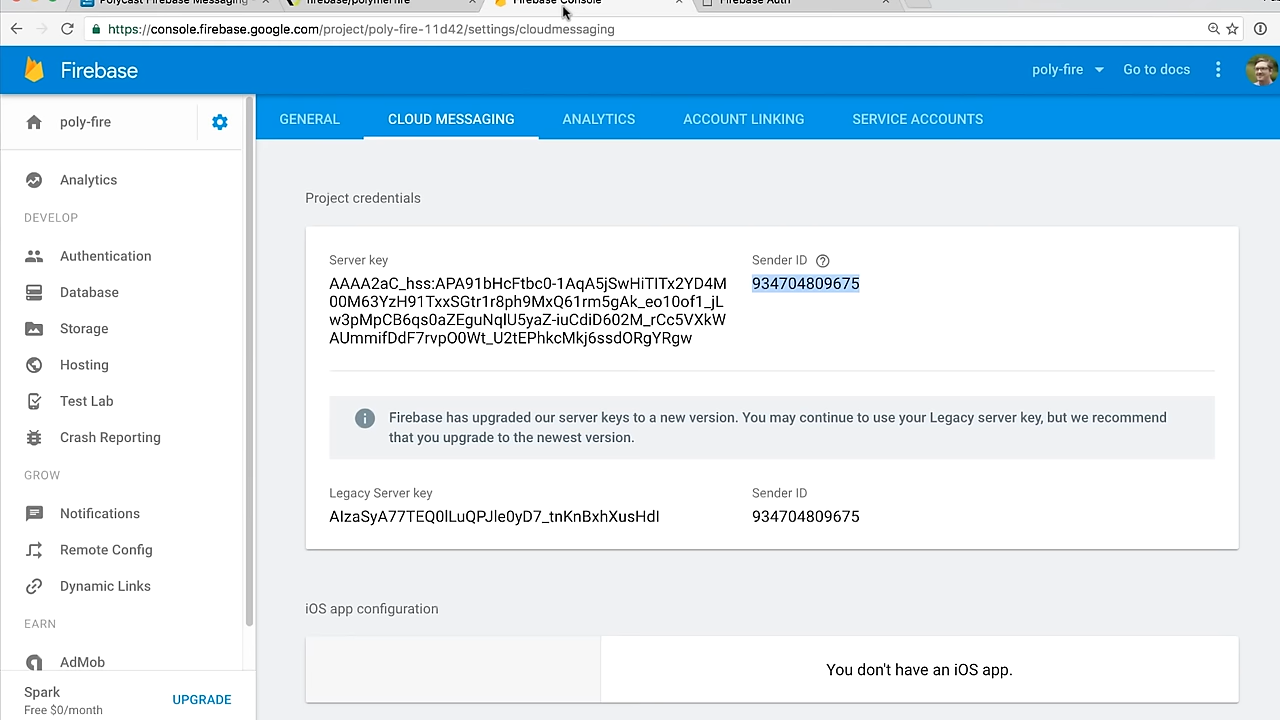 Polycast Firebase Messaging
firebase/polymerfire
Firebase Console
Firebase Auth
https://console.firebase.google.com/project/poly-fire-11d42/settings/cloudmessaging
Firebase
poly-fire
Go to docs
poly-fire
GENERAL
CLOUD MESSAGING
ANALYTICS
ACCOUNT LINKING
SERVICE ACCOUNTS
Analytics
DEVELOP
Authentication
Database
Storage
Hosting
Test Lab
Crash Reporting
GROW
Notifications
Remote Config
Dynamic Links
EARN
AdMob
Spark
Free $0/month
UPGRADE
Project credentials
Server key
Sender ID
AAAA2aC_hss:APA91bHcFtbc0-1AqA5jSwHiTITx2YD4M
00M63YzH91TxxSGtr1r8ph9MxQ61rm5gAk_eo10of1_jL
w3pMpCB6qs0aZEguNqlU5yaZ-iuCdiD602M_rCc5VXkW
AUmmifDdF7rvpO0Wt_U2tEPhkcMkj6ssdORgYRgw
934704809675
Firebase has upgraded our server keys to a new version. You may continue to use your Legacy server key, but we recommend
that you upgrade to the newest version.
Legacy Server key
Sender ID
AIzaSyA77TEQ0lLuQPJle0yD7_tnKnBxhXusHdI
934704809675
iOS app configuration
You don't have an iOS app.